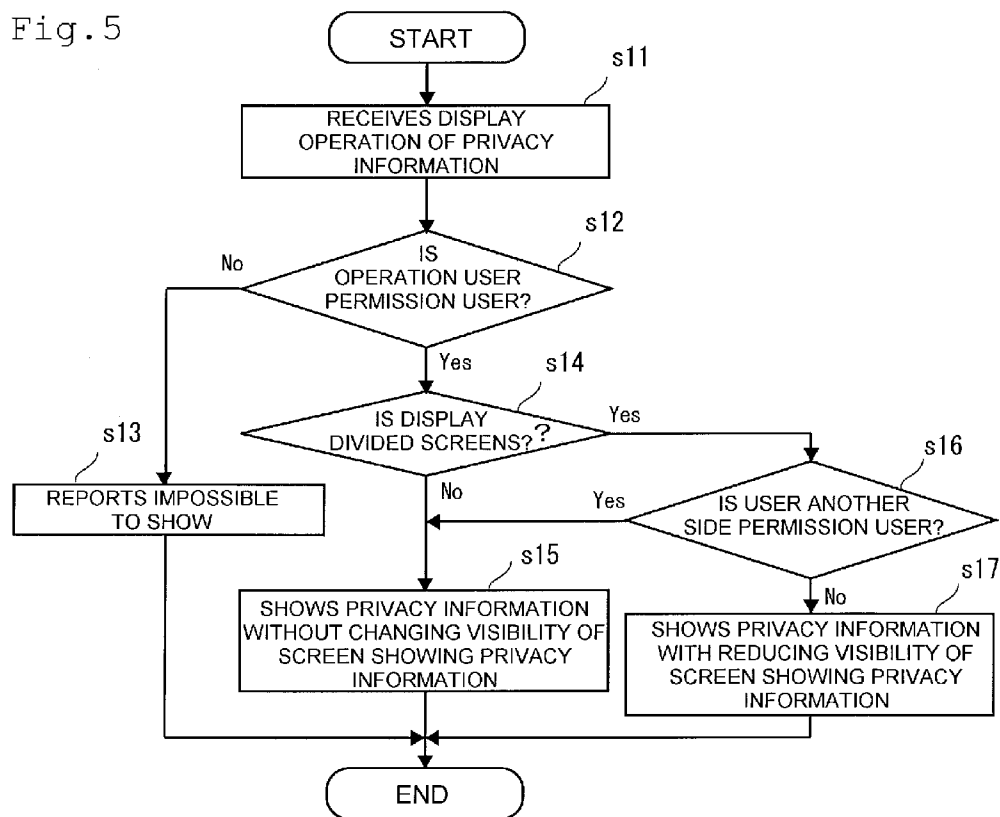 Fig.5
START
s11
RECEIVES DISPLAY
OPERATION OF PRIVACY
INFORMATION
s12
IS
OPERATION USER
PERMISSION USER?
No
Yes
s14
IS DISPLAY
DIVIDED SCREENS??
Yes
No
s13
REPORTS IMPOSSIBLE
TO SHOW
s16
IS USER ANOTHER
SIDE PERMISSION USER?
Yes
No
s15
SHOWS PRIVACY INFORMATION
WITHOUT CHANGING VISIBILITY OF
SCREEN SHOWING PRIVACY
INFORMATION
s17
SHOWS PRIVACY INFORMATION
WITH REDUCING VISIBILITY OF
SCREEN SHOWING PRIVACY
INFORMATION
END